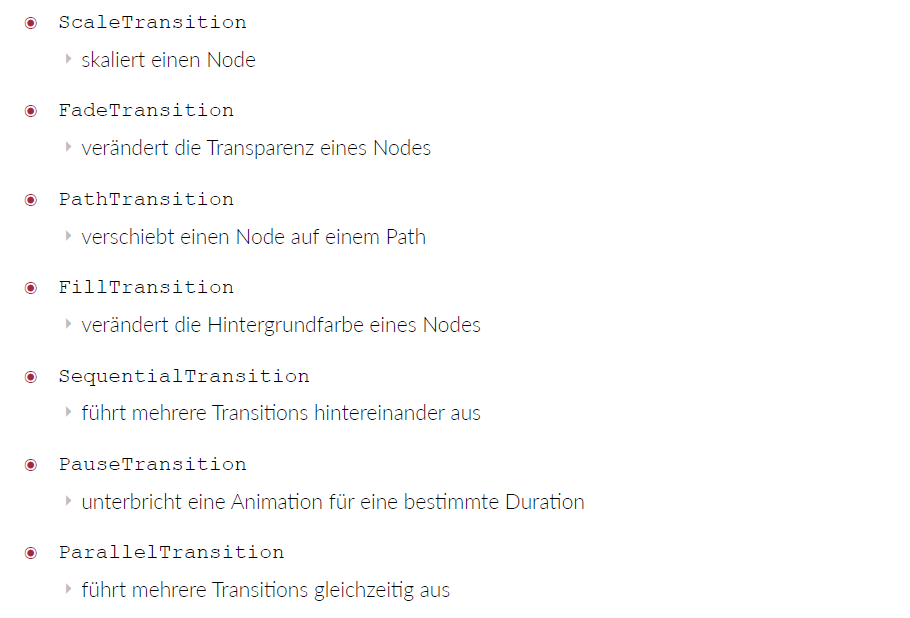 ScaleTransition
skaliert einen Node
FadeTransition
verändert die Transparenz eines Nodes
PathTransition
verschiebt einen Node auf einem Path
FillTransition
verändert die Hintergrundfarbe eines Nodes
SequentialTransition
führt mehrere Transitions hintereinander aus
PauseTransition
unterbricht eine Animation für eine bestimmte Duration
ParallelTransition
führt mehrere Transitions gleichzeitig aus